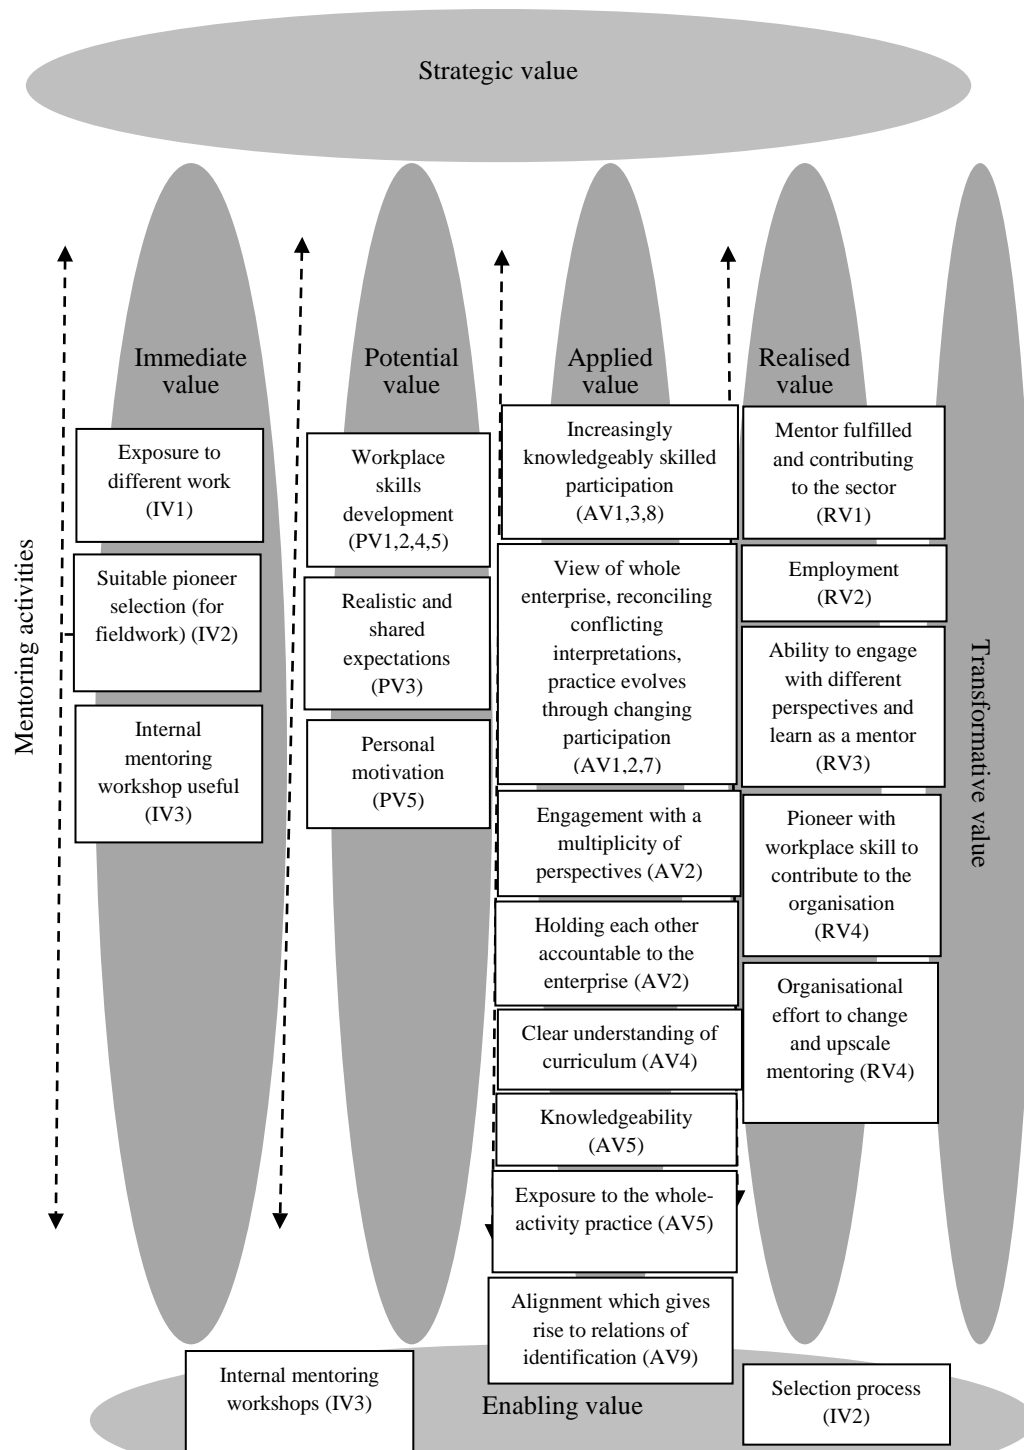 Strategic value
Mentoring activities
Immediate
value
Exposure to
different work
(IV1)
Suitable pioneer
selection (for
fieldwork) (IV2)
Internal
mentoring
workshop useful
(IV3)
Potential
value
Workplace
skills
development
(PV1,2,4,5)
Realistic and
shared
expectations
(PV3)
Personal
motivation
(PV5)
Applied
value
Increasingly
knowledgeably skilled
participation
(AV1,3,8)
View of whole
enterprise, reconciling
conflicting
interpretations,
practice evolves
through changing
participation
(AV1,2,7)
Engagement with a
multiplicity of
perspectives (AV2)
Holding each other
accountable to the
enterprise (AV2)
Clear understanding of
curriculum (AV4)
Knowledgeability
(AV5)
Exposure to the whole-
activity practice (AV5)
Alignment which gives
rise to relations of
identification (AV9)
Realised
value
Mentor fulfilled
and contributing
to the sector
(RV1)
Employment
(RV2)
Ability to engage
with different
perspectives and
learn as a mentor
(RV3)
Pioneer with
workplace skill to
contribute to the
organisation
(RV4)
Organisational
effort to change
and upscale
mentoring (RV4)
Transformative value
Internal mentoring
workshops (IV3)
Enabling value
Selection process
(IV2)